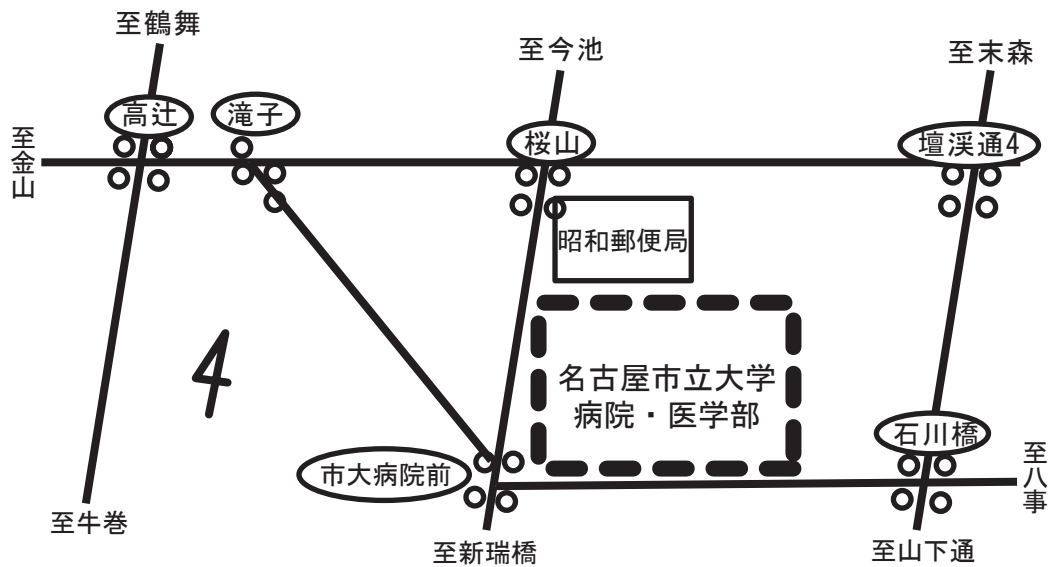 至鶴舞
至今池
至末森
高辻
滝子
桜山
壇渓通4
至金山
昭和郵便局
名古屋市立大学
病院・医学部
石川橋
市大病院前
至八事
至牛巻
至新瑞橋
至山下通